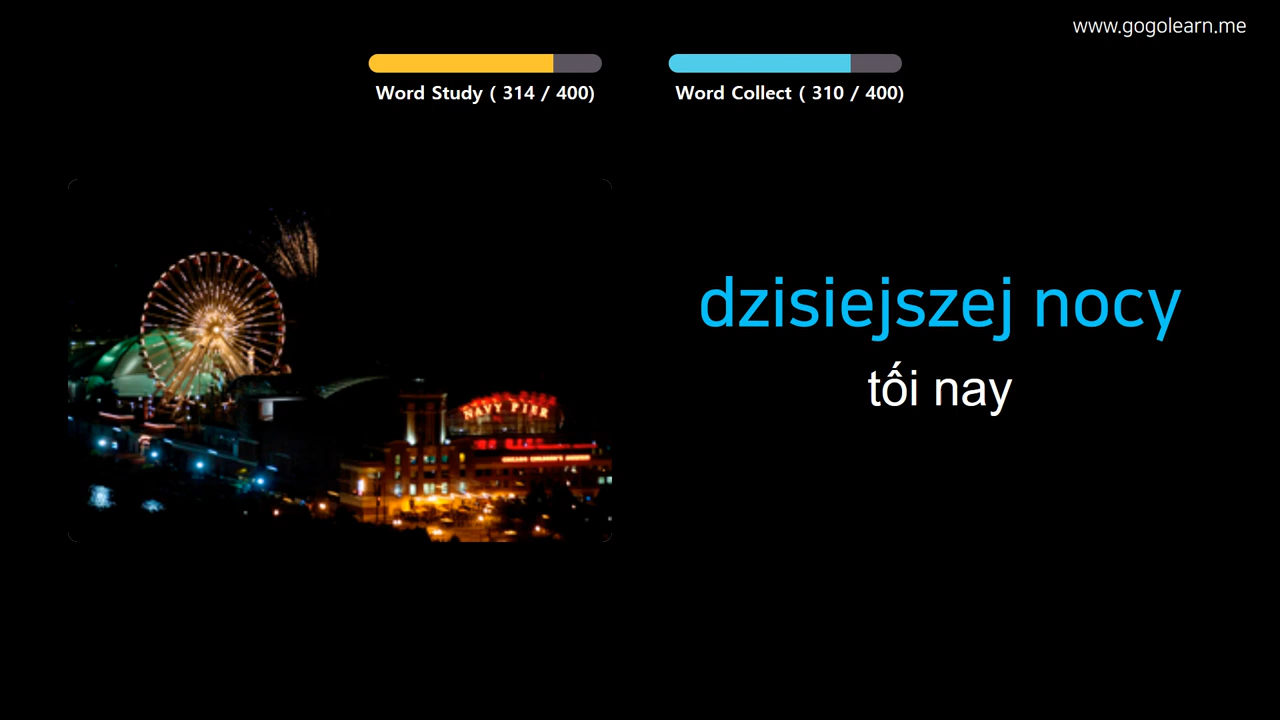 www.gogolearn.me
Word Study ( 314 / 400)
Word Collect ( 310 / 400)
dzisiejszej nocy
tối nay
NAVY PIER